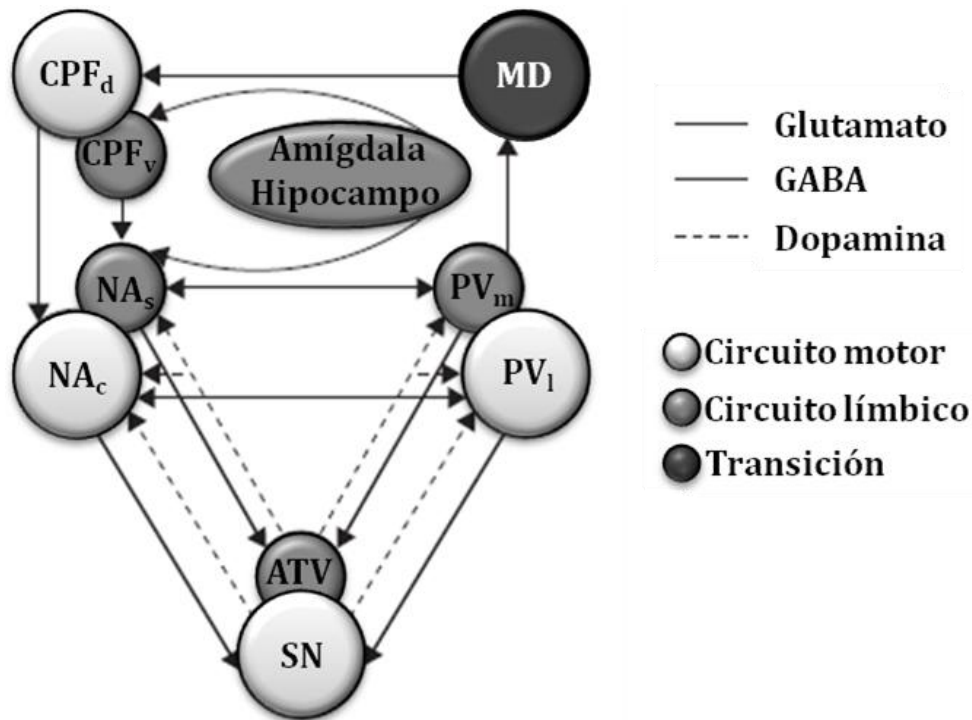 CPFd
MD
CPFv
Amígdala
Hipocampo
NAs
PVm
NAc
PVl
ATV
SN
Glutamato
GABA
Dopamina
Circuito motor
Circuito límbico
Transición